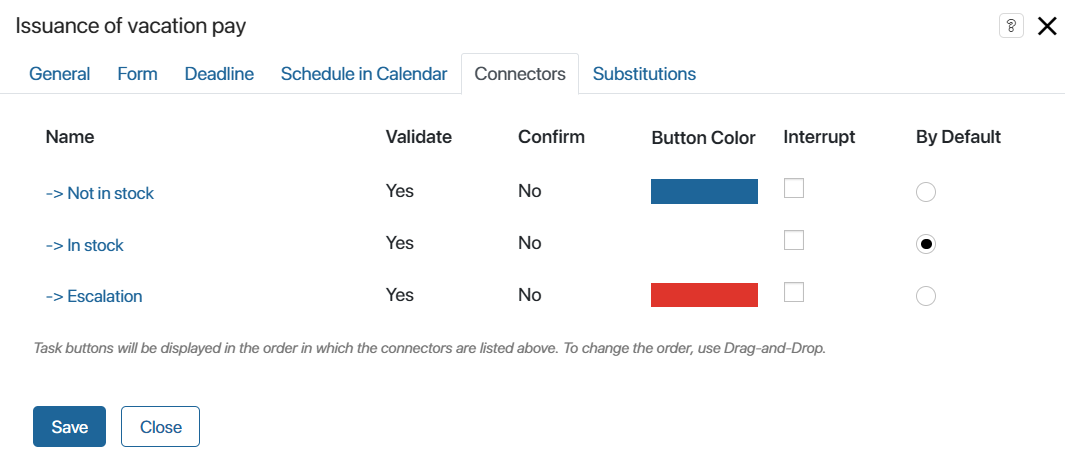 Issuance of vacation pay ?
General Form Deadline Schedule in Calendar Connectors Substitutions
Name Validate Confirm Button Color Interrupt By Default
-> Not in stock Yes No
-> In stock Yes No
-> Escalation Yes No
Task buttons will be displayed in the order in which the connectors are listed above. To change the order, use Drag-and-Drop.
Save Close